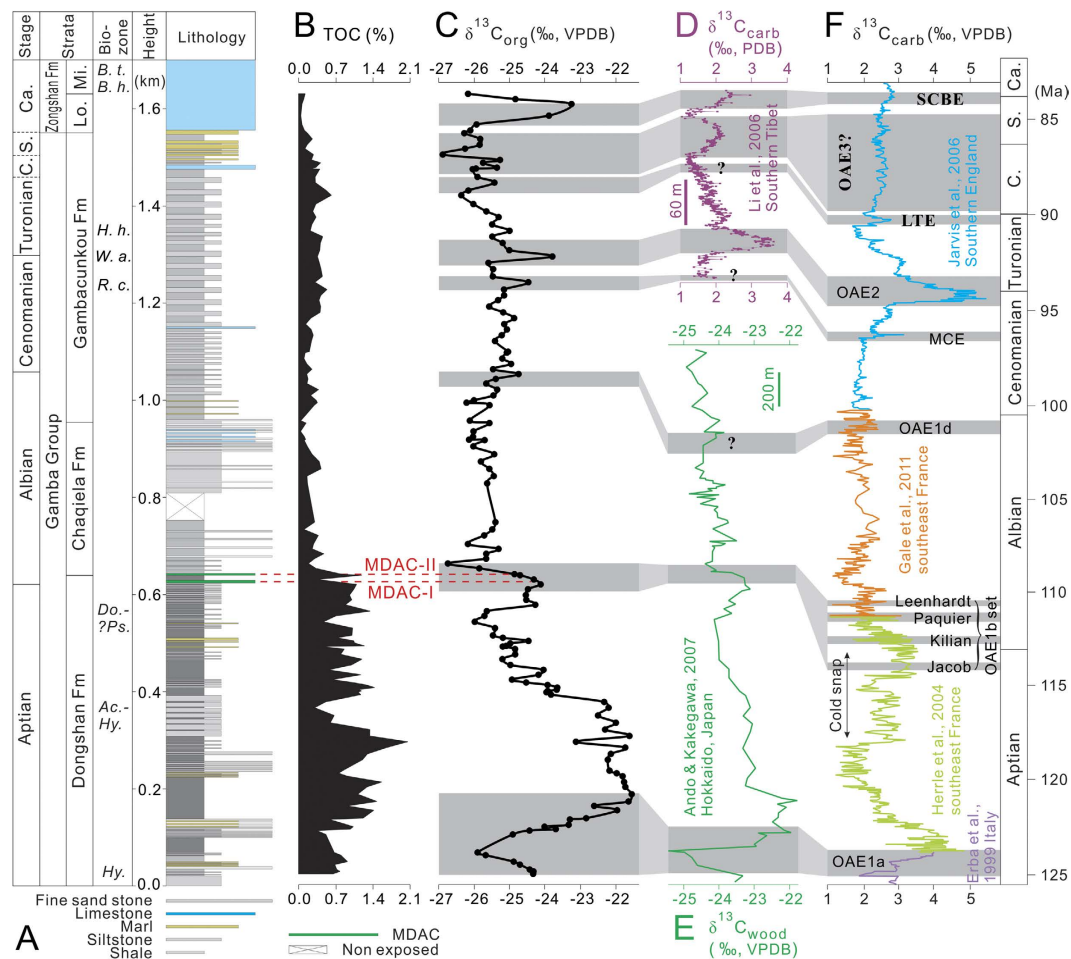 Stage
Strata
Bio-
zone
Height
Lithology
B
TOC (%)
C
δ¹³Corg(‰, VPDB)
D
δ¹³Ccarb
(‰, PDB)
F
δ¹³Ccarb(‰, VPDB)
0.0 0.7 1.4 2.1
-27 -26 -25 -24 -23 -22
1 2 3 4
1 2 3 4 5
Ca.
(Ma)
Ca.
S.
C.
Turonian
Cenomanian
Albian
Aptian
Zongshan Fm
Mi.
Lo.
Gamba Group
Gambacunkou Fm
Chaqiela Fm
Dongshan Fm
B. t.
B. h.
H. h.
W. a.
R. c.
Do.-
?Ps.
Ac.-
Hy.
Hy.
(km)
1.6
1.4
1.2
1.0
0.8
0.6
0.4
0.2
0.0
MDAC-II
MDAC-I
60 m
Li et al., 2006
Southern Tibet
?
?
1 2 3 4
-25 -24 -23 -22
200 m
?
Ando & Kakegawa, 2007
Hokkaido, Japan
SCBE
OAE3?
LTE
Jarvis et al., 2006
Southern England
OAE2
MCE
OAE1d
Gale et al., 2011
southeast France
Leenhardt
Paquier
Kilian
Jacob
OAE1b set
Cold snap
Herrle et al., 2004
southeast France
OAE1a
Erba et al.,
1999 Italy
S.
C.
Turonian
Cenomanian
Albian
Aptian
85
90
95
100
105
110
115
120
125
Fine sand stone
Limestone
Marl
Siltstone
Shale
A
0.0 0.7 1.4 2.1
MDAC
Non exposed
-27 -26 -25 -24 -23 -22
-25 -24 -23 -22
E
δ¹³Cwood
(‰, VPDB)
1 2 3 4 5